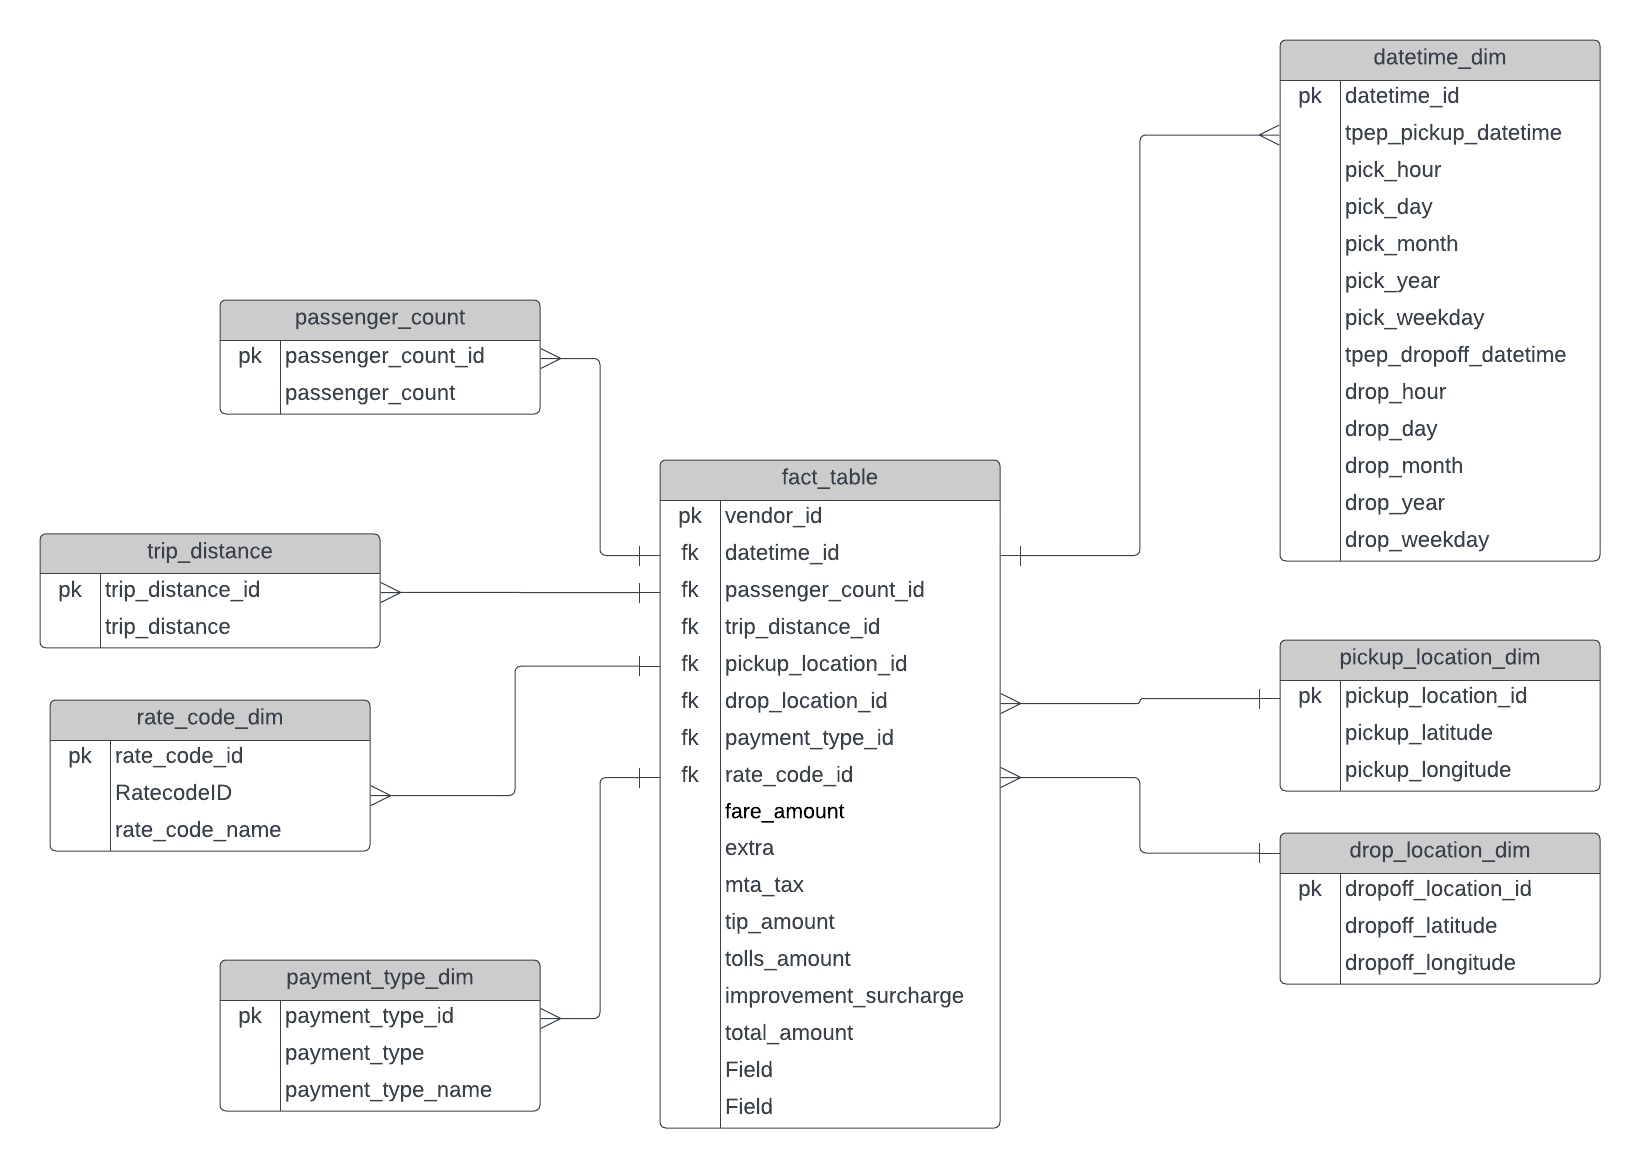 datetime_dim
pk datetime_id
tpep_pickup_datetime
pick_hour
pick_day
pick_month
pick_year
pick_weekday
tpep_dropoff_datetime
drop_hour
drop_day
drop_month
drop_year
drop_weekday
passenger_count
pk passenger_count_id
passenger_count
trip_distance
pk trip_distance_id
trip_distance
rate_code_dim
pk rate_code_id
RatecodeID
rate_code_name
payment_type_dim
pk payment_type_id
payment_type
payment_type_name
fact_table
pk vendor_id
fk datetime_id
fk passenger_count_id
fk trip_distance_id
fk pickup_location_id
fk drop_location_id
fk payment_type_id
fk rate_code_id
fare_amount
extra
mta_tax
tip_amount
tolls_amount
improvement_surcharge
total_amount
Field
Field
pickup_location_dim
pk pickup_location_id
pickup_latitude
pickup_longitude
drop_location_dim
pk dropoff_location_id
dropoff_latitude
dropoff_longitude